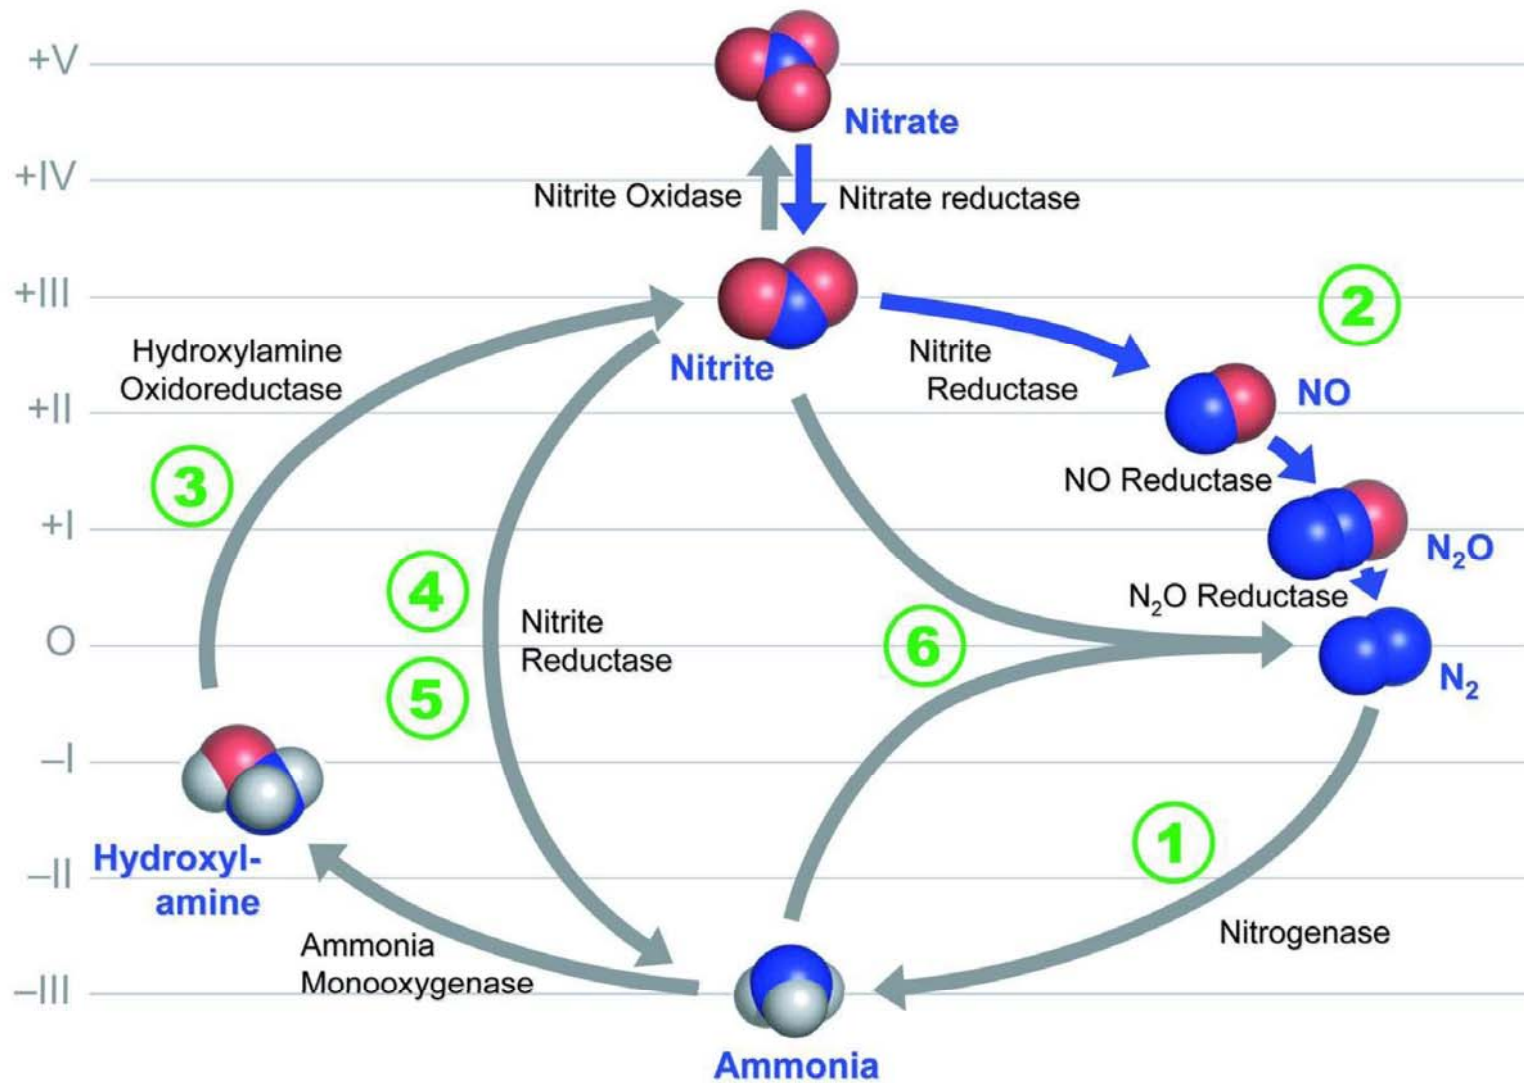 +V
Nitrate
+IV
Nitrite Oxidase
Nitrate reductase
+III
2
Hydroxylamine
Oxidoreductase
Nitrite
Nitrite
Reductase
NO
+II
3
NO Reductase
+I
N₂O
4
N₂O Reductase
Nitrite
Reductase
O
6
5
N₂
–I
1
Hydroxyl-
amine
–II
Ammonia
Monooxygenase
Nitrogenase
–III
Ammonia